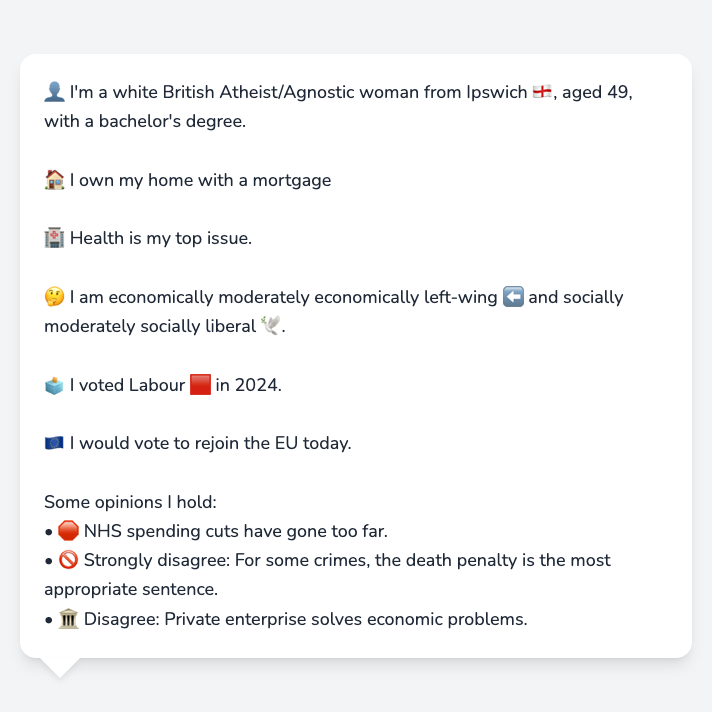 👤 I'm a white British Atheist/Agnostic woman from Ipswich 🏴󠁧󠁢󠁥󠁮󠁧󠁿, aged 49,
with a bachelor's degree.
🏠 I own my home with a mortgage
🏥 Health is my top issue.
🤔 I am economically moderately economically left-wing ⬅️ and socially
moderately socially liberal 🕊️.
🗳️ I voted Labour 🟥 in 2024.
🇪🇺 I would vote to rejoin the EU today.
Some opinions I hold:
• 🛑 NHS spending cuts have gone too far.
• 🚫 Strongly disagree: For some crimes, the death penalty is the most
appropriate sentence.
• 🏛️ Disagree: Private enterprise solves economic problems.